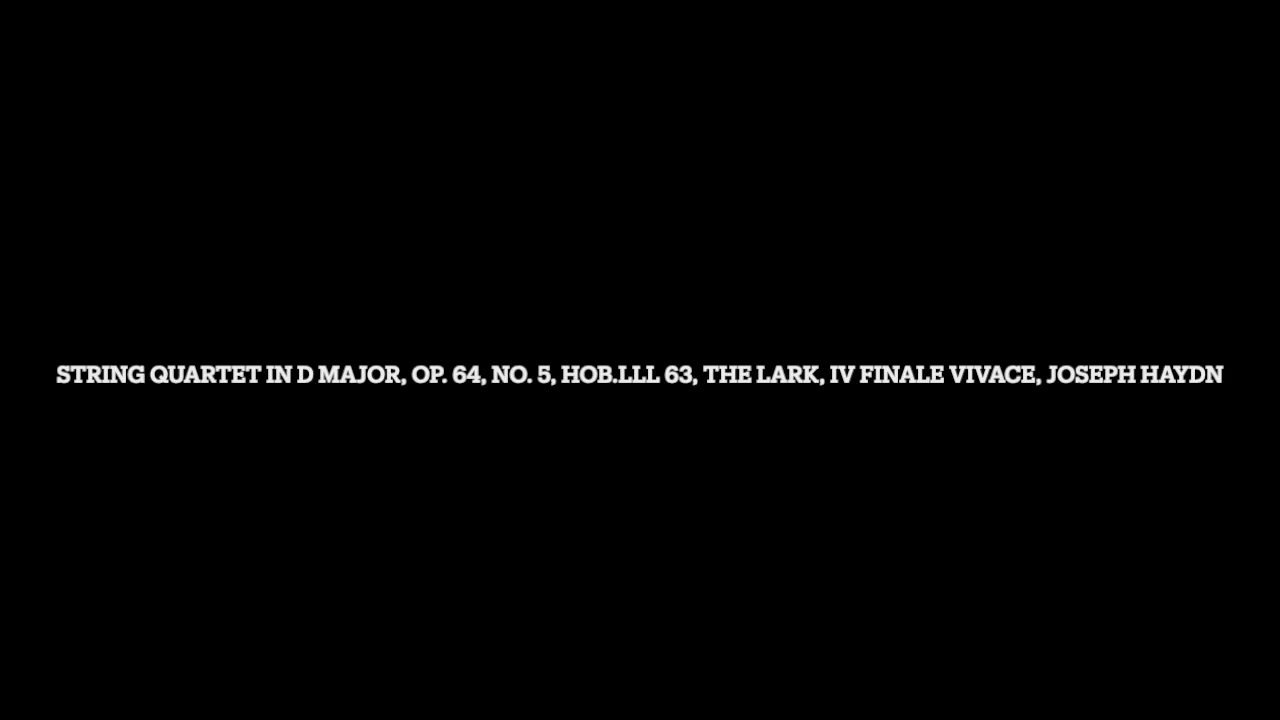 STRING QUARTET IN D MAJOR, OP. 64, NO. 5, HOB.LLL 63, THE LARK, IV FINALE VIVACE, JOSEPH HAYDN